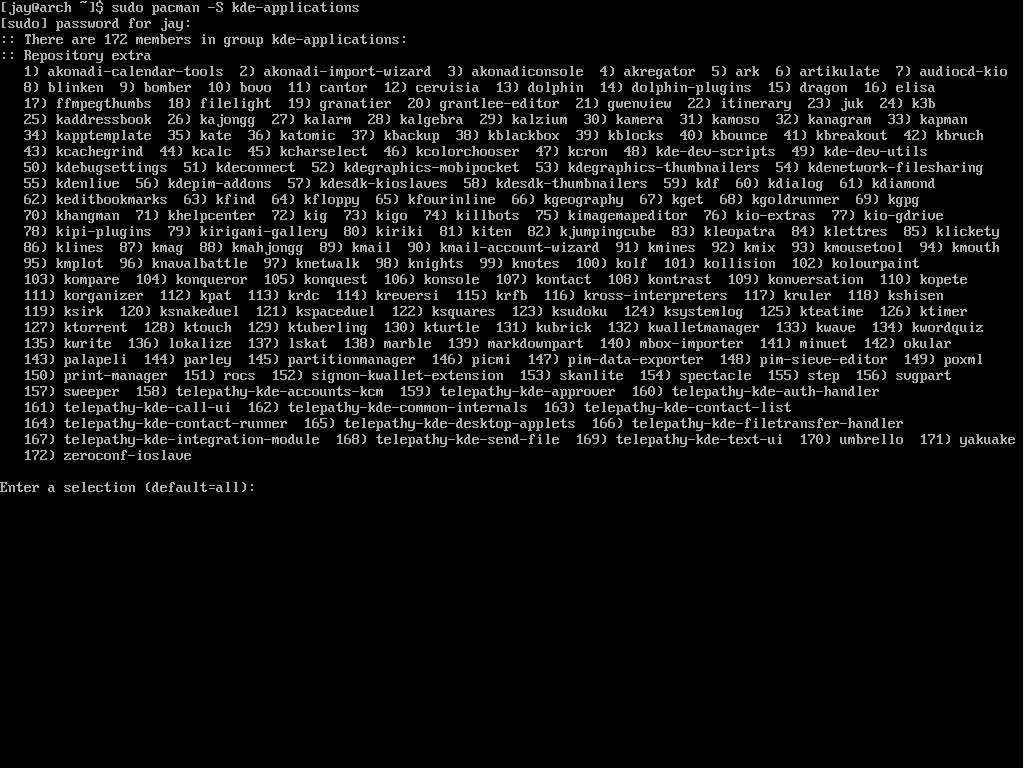 [jay@arch ~]$ sudo pacman -S kde-applications
[sudo] password for jay:
:: There are 172 members in group kde-applications:
:: Repository extra
   1) akonadi-calendar-tools  2) akonadi-import-wizard  3) akonadiconsole  4) akregator  5) ark  6) artikulate  7) audiocd-kio
   8) blinken  9) bomber  10) bovo  11) cantor  12) cervisia  13) dolphin  14) dolphin-plugins  15) dragon  16) elisa
   17) ffmpegthumbs  18) filelight  19) granatier  20) grantlee-editor  21) gwenview  22) itinerary  23) juk  24) k3b
   25) kaddressbook  26) kajongg  27) kalarm  28) kalgebra  29) kalzium  30) kamera  31) kamoso  32) kanagram  33) kapman
   34) kapptemplate  35) kate  36) katomic  37) kbackup  38) kblackbox  39) kblocks  40) kbounce  41) kbreakout  42) kbruch
   43) kcachegrind  44) kcalc  45) kcharselect  46) kcolorchooser  47) kcron  48) kde-dev-scripts  49) kde-dev-utils
   50) kdebugsettings  51) kdeconnect  52) kdegraphics-mobipocket  53) kdegraphics-thumbnailers  54) kdenetwork-filesharing
   55) kdenlive  56) kdepim-addons  57) kdesdk-kioslaves  58) kdesdk-thumbnailers  59) kdf  60) kdialog  61) kdiamond
   62) keditbookmarks  63) kfind  64) kfloppy  65) kfourinline  66) kgeography  67) kget  68) kgoldrunner  69) kgpg
   70) khangman  71) khelpcenter  72) kig  73) kigo  74) killbots  75) kimagemapeditor  76) kio-extras  77) kio-gdrive
   78) kipi-plugins  79) kirigami-gallery  80) kiriki  81) kiten  82) kjumpingcube  83) kleopatra  84) klettres  85) klickety
   86) klines  87) kmag  88) kmahjongg  89) kmail  90) kmail-account-wizard  91) kmines  92) kmix  93) kmousetool  94) kmouth
   95) kmplot  96) knavalbattle  97) knetwalk  98) knights  99) knotes  100) kolf  101) kollision  102) kolourpaint
   103) kompare  104) konqueror  105) konquest  106) konsole  107) kontact  108) kontrast  109) konversation  110) kopete
   111) korganizer  112) kpat  113) krdc  114) kreversi  115) krfb  116) kross-interpreters  117) kruler  118) kshisen
   119) ksirk  120) ksnakeduel  121) kspaceduel  122) ksquares  123) ksudoku  124) ksystemlog  125) kteatime  126) ktimer
   127) ktorrent  128) ktouch  129) ktuberling  130) kturtle  131) kubrick  132) kwalletmanager  133) kwave  134) kwordquiz
   135) kwrite  136) lokalize  137) lskat  138) marble  139) markdownpart  140) mbox-importer  141) minuet  142) okular
   143) palapeli  144) parley  145) partitionmanager  146) picmi  147) pim-data-exporter  148) pim-sieve-editor  149) poxml
   150) print-manager  151) rocs  152) signon-kwallet-extension  153) skanlite  154) spectacle  155) step  156) svgpart
   157) sweeper  158) telepathy-kde-accounts-kcm  159) telepathy-kde-approver  160) telepathy-kde-auth-handler
   161) telepathy-kde-call-ui  162) telepathy-kde-common-internals  163) telepathy-kde-contact-list
   164) telepathy-kde-contact-runner  165) telepathy-kde-desktop-applets  166) telepathy-kde-filetransfer-handler
   167) telepathy-kde-integration-module  168) telepathy-kde-send-file  169) telepathy-kde-text-ui  170) umbrello  171) yakuake
   172) zeroconf-ioslave

Enter a selection (default=all):